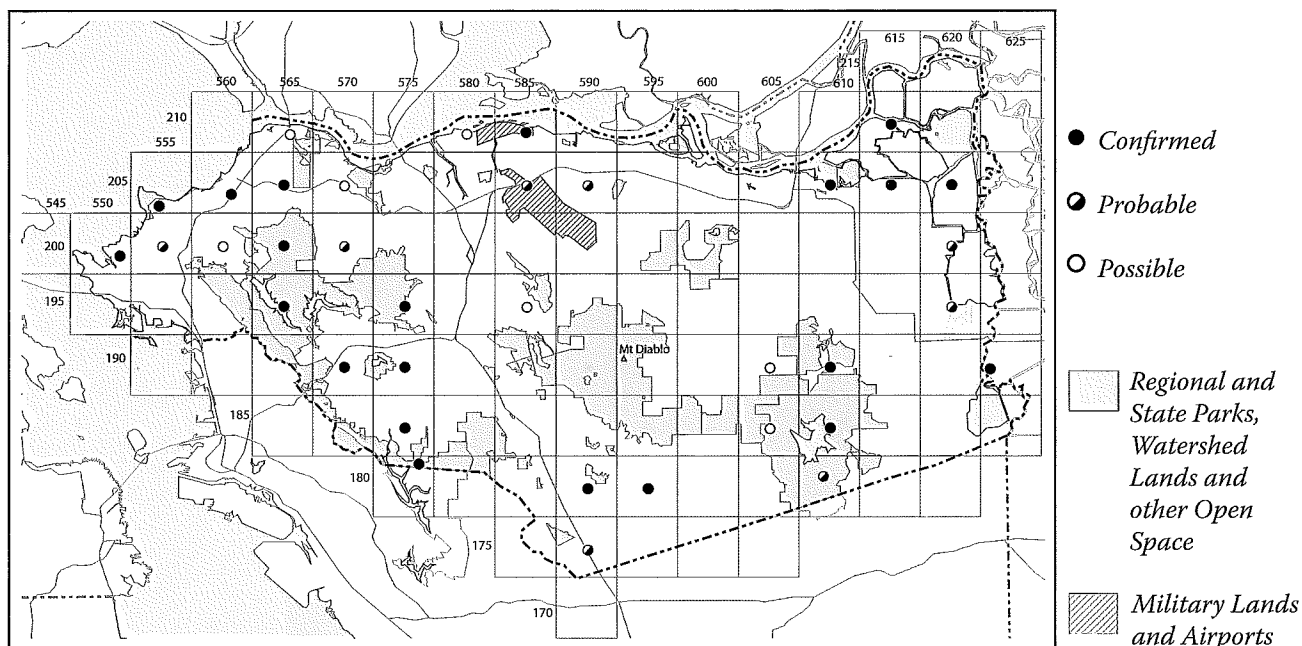 615
620
625
215
560
565
570
575
580
585
590
595
600
605
610
210
555
205
545
550
200
195
190
Mt Diablo
185
180
175
170
Confirmed
Probable
Possible
Regional and
State Parks,
Watershed
Lands and
other Open
Space
Military Lands
and Airports